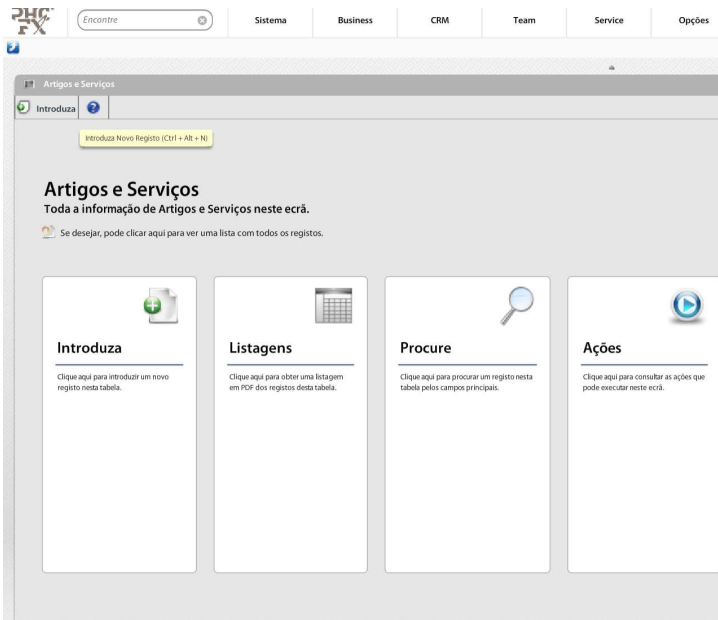 PHC FX
Encontre
Sistema
Business
CRM
Team
Service
Opções
Artigos e Serviços
Introduza
Introduza Novo Registo (Ctrl + Alt + N)
Artigos e Serviços
Toda a informação de Artigos e Serviços neste ecrã.
Se desejar, pode clicar aqui para ver uma lista com todos os registos.
Introduza
Clique aqui para introduzir um novo
registo nesta tabela.
Listagens
Clique aqui para obter uma listagem
em PDF dos registos desta tabela.
Procure
Clique aqui para procurar um registo nesta
tabela pelos campos principais.
Ações
Clique aqui para consultar as ações que
pode executar neste ecrã.